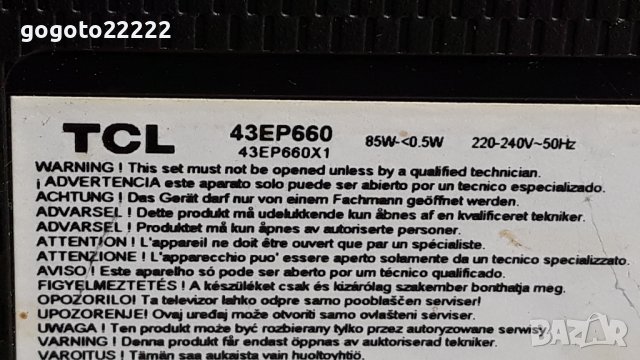 gogoto22222
TCL 43EP660 85W-<0.5W 220-240V~50Hz
43EP660X1
WARNING ! This set must not be opened unless by a qualified technician.
¡ ADVERTENCIA este aparato solo puede ser abierto por un tecnico especializado.
ACHTUNG ! Das Gerät darf nur von einem Fachmann geöffnet werden.
ADVARSEL ! Dette produkt må udelukkende kun åbnes af en kvalificeret tekniker.
ADVARSEL ! Produktet må kun åpnes av autoriserte personer.
ATTENTION ! L'appareil ne doit être ouvert que par un spécialiste.
ATTENZIONE ! L'apparecchio puo' essere aperto solamente da un tecnico specializzato.
AVISO ! Este aparelho só pode ser aberto por um técnico qualificado.
FIGYELMEZTETÉS ! A készüléket csak és kizárólag szakember bonthatja meg.
OPOZORILO! Ta televizor lahko odpre samo pooblaščen serviser!
UPOZORENJE! Ovaj uređaj može otvoriti samo ovlašteni serviser.
UWAGA ! Ten produkt może być rozbierany tylko przez autoryzowane serwisy.
VARNING ! Denna produkt får endast öppnas av auktoriserad tekniker.
VAROITUS ! Tämän saa aukaista vain huoltoyhtiö.
BAZAR